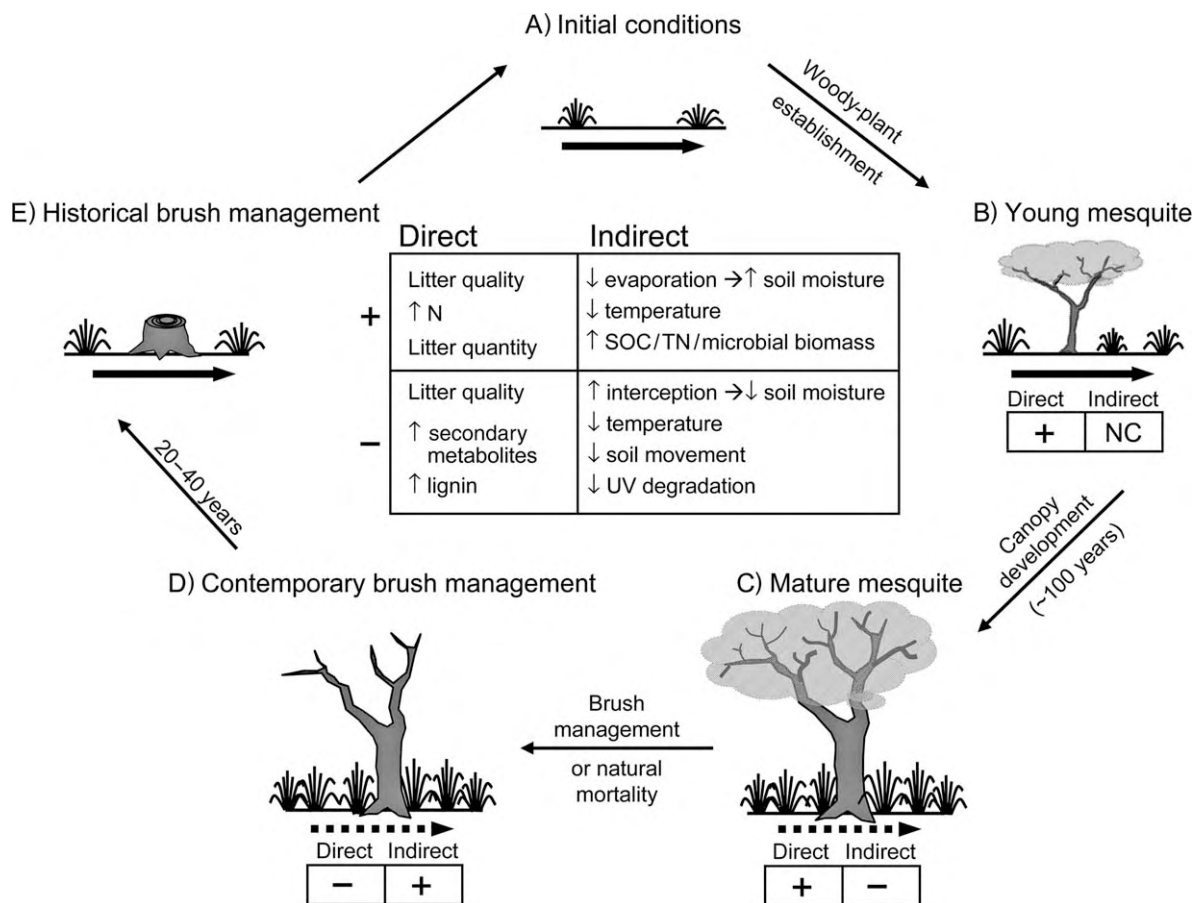 A) Initial conditions
Woody-plant
establishment
E) Historical brush management
B) Young mesquite
Direct Indirect
+ NC
Direct Indirect
+
Litter quality
↑ N
Litter quantity
↓ evaporation → ↑ soil moisture
↓ temperature
↑ SOC/TN/microbial biomass
−
Litter quality
↑ secondary
metabolites
↑ lignin
↑ interception → ↓ soil moisture
↓ temperature
↓ soil movement
↓ UV degradation
20–40 years
Canopy
development
(~100 years)
D) Contemporary brush management
C) Mature mesquite
Brush
management
or natural
mortality
Direct Indirect
− +
Direct Indirect
+ −